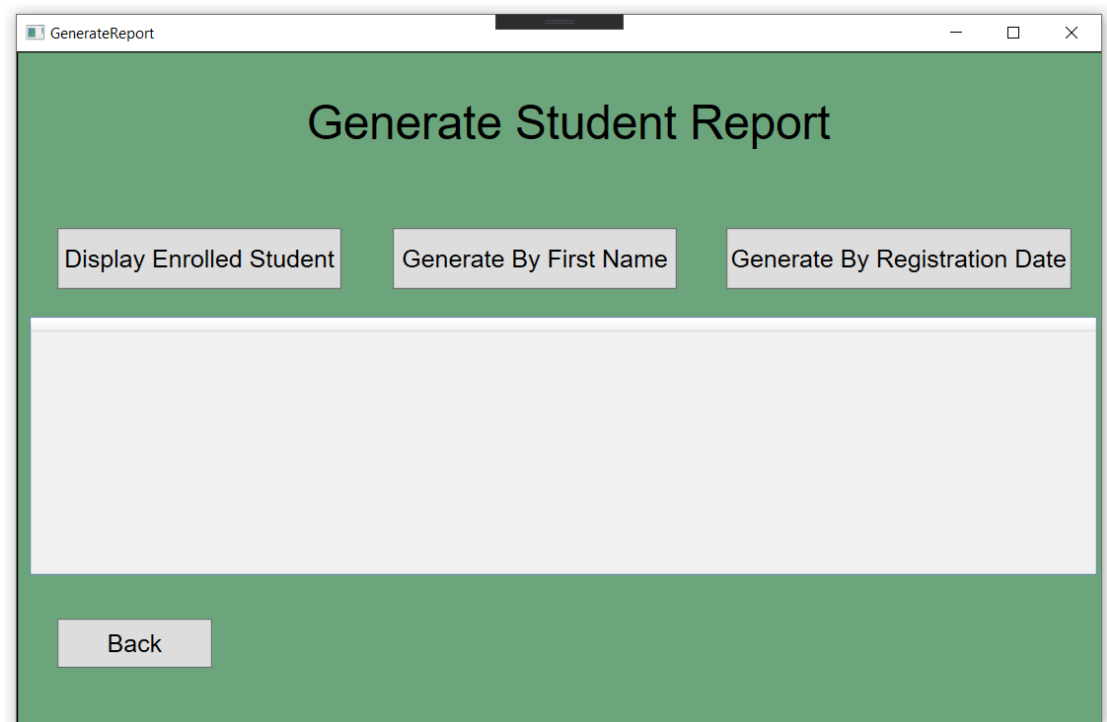 GenerateReport
Generate Student Report
Display Enrolled Student
Generate By First Name
Generate By Registration Date
Back